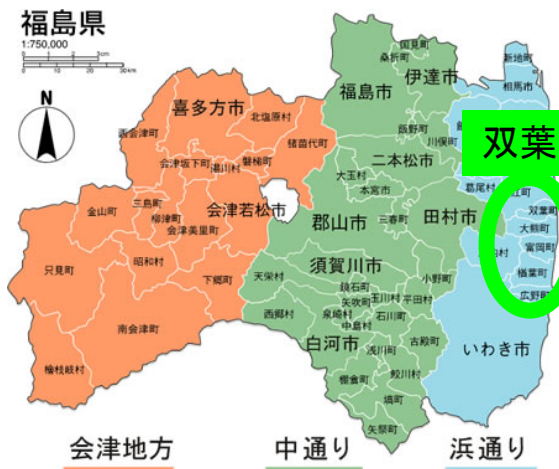 福島県
1:750,000
0
5cm
30km
N
国見町
桑折町
新地町
伊達市
相馬市
福島市
喜多方市
北塩原村
飯野町
川俣町
双葉
西会津町
猪苗代町
磐梯町
湯川村
会津坂下町
二本松市
大玉村
本宮市
葛尾村
江町
双葉町
三島町
金山町
柳津町
会津若松市
会津美里町
郡山市
三春町
田村市
大熊町
富岡町
内村
只見町
昭和村
須賀川市
小野町
楢葉町
下郷町
天栄村
鏡石町
広野町
矢吹町
玉川村
平田村
西郷村
泉崎村
中島村
石川町
南会津町
白河市
浅川町
古殿町
いわき市
檜枝岐村
棚倉町
鮫川村
塙町
矢祭町
会津地方
中通り
浜通り